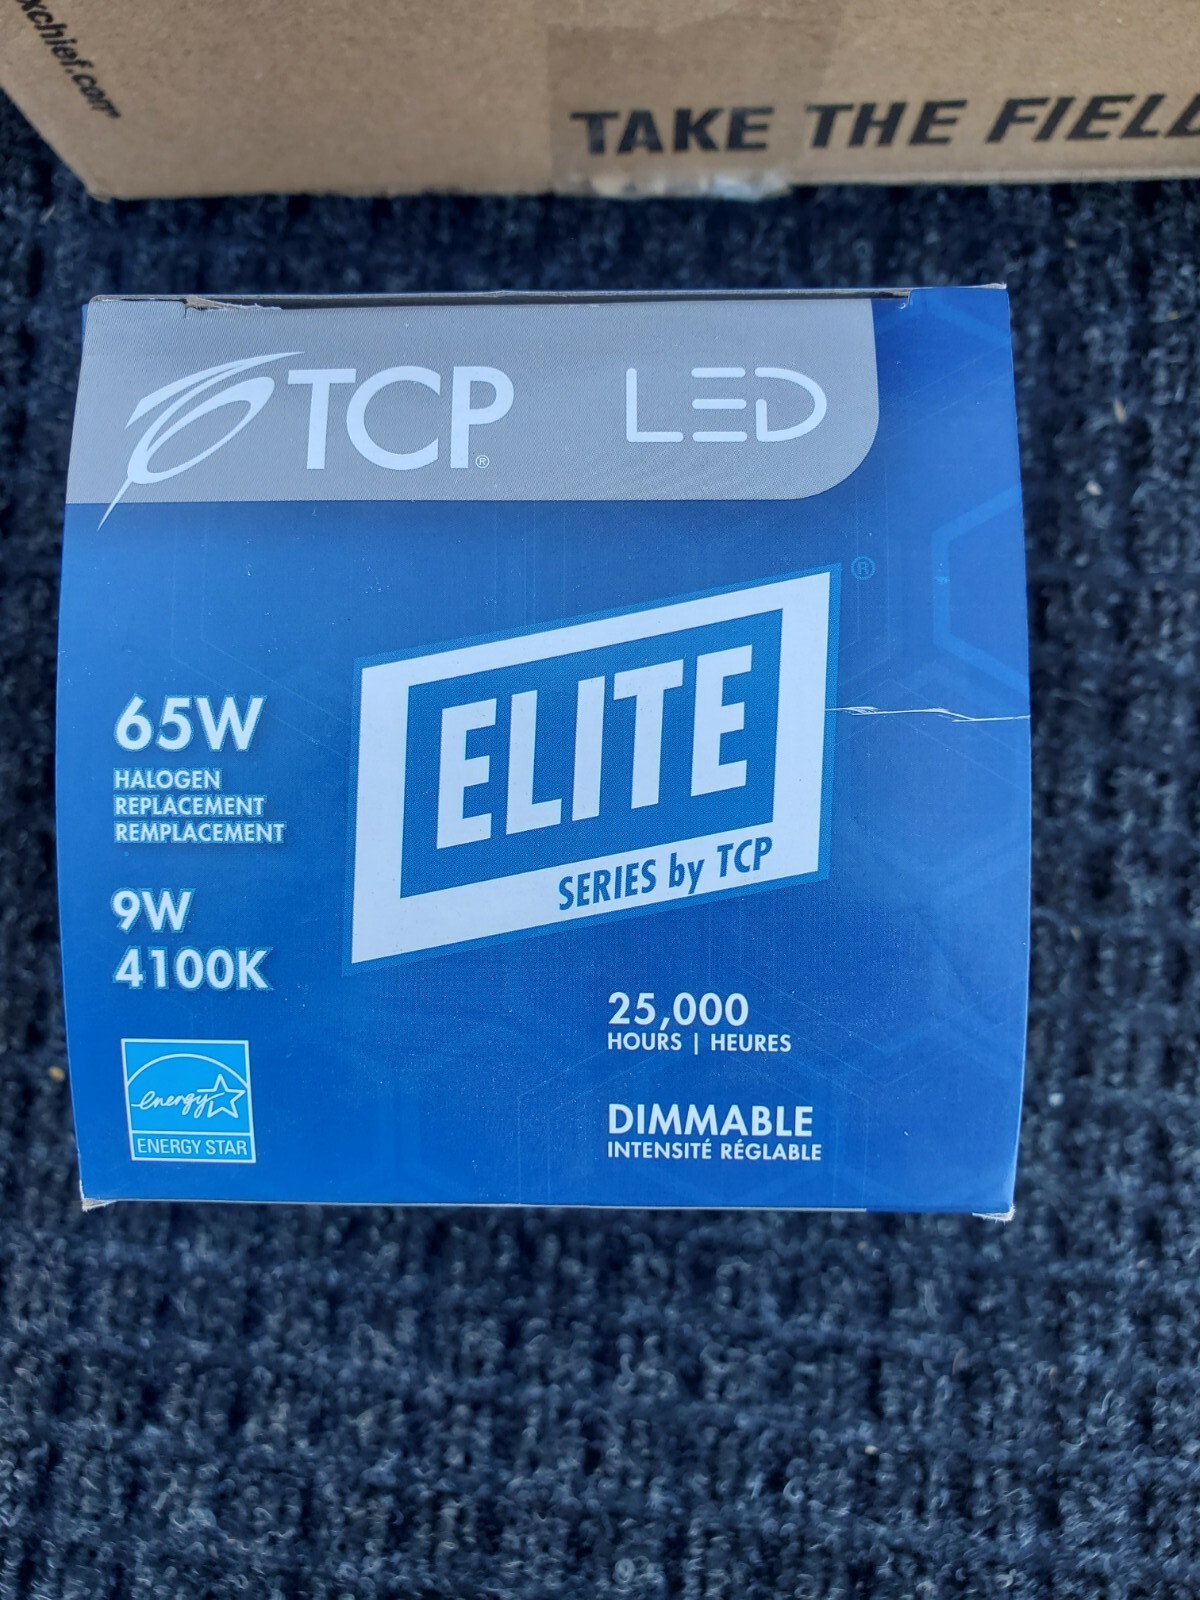 TAKE THE FIELD
TCP®
LED
ELITE®
SERIES by TCP
65W
HALOGEN
REPLACEMENT
REMPLACEMENT
9W
4100K
energy
ENERGY STAR
25,000
HOURS | HEURES
DIMMABLE
INTENSITÉ RÉGLABLE